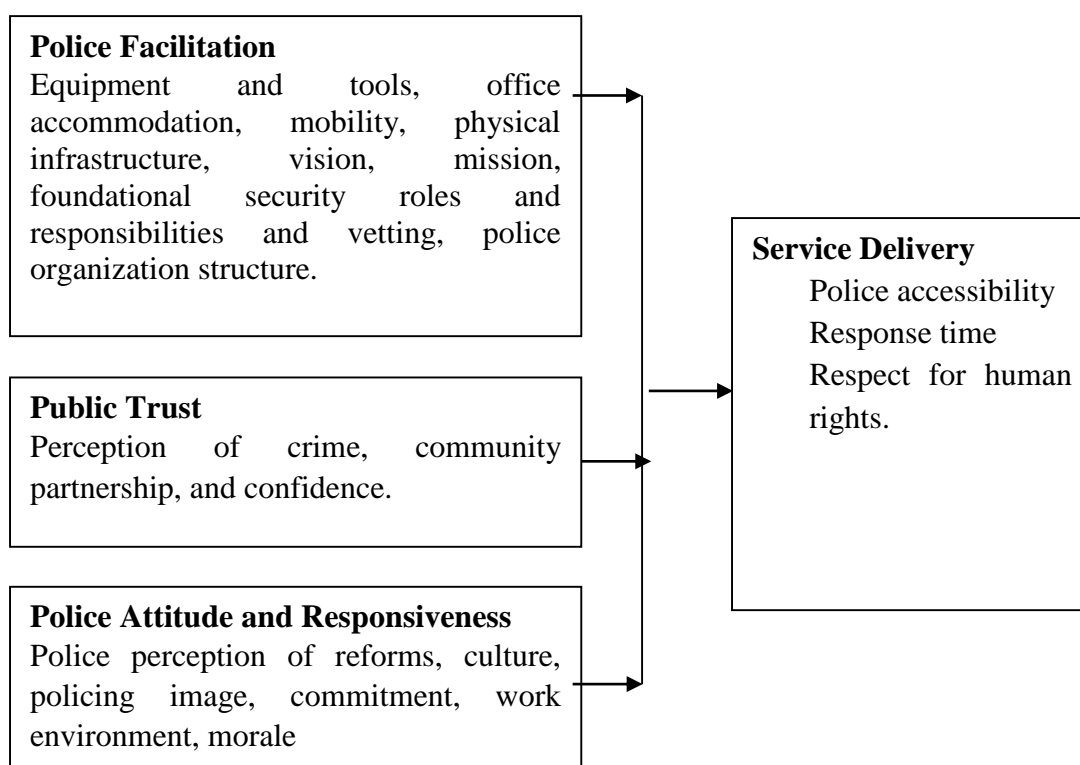 Police Facilitation
Equipment and tools, office
accommodation, mobility, physical
infrastructure, vision, mission,
foundational security roles and
responsibilities and vetting, police
organization structure.
Public Trust
Perception of crime, community
partnership, and confidence.
Police Attitude and Responsiveness
Police perception of reforms, culture,
policing image, commitment, work
environment, morale
Service Delivery
Police accessibility
Response time
Respect for human
rights.